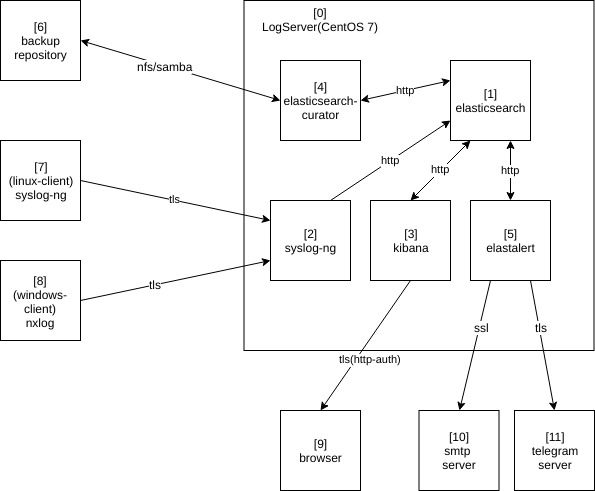 [6]
backup
repository
[0]
LogServer(CentOS 7)
nfs/samba
[4]
elasticsearch-
curator
http
[1]
elasticsearch
[7]
(linux-client)
syslog-ng
tls
http
http
http
[2]
syslog-ng
[3]
kibana
[5]
elastalert
[8]
(windows-
client)
nxlog
tls
tls(http-auth)
ssl
tls
[9]
browser
[10]
smtp
server
[11]
telegram
server